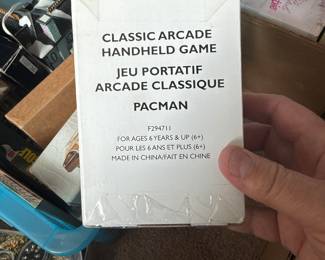 CLASSIC ARCADE
HANDHELD GAME
JEU PORTATIF
ARCADE CLASSIQUE
PACMAN
F294711
FOR AGES 6 YEARS & UP (6+)
POUR LES 6 ANS ET PLUS (6+)
MADE IN CHINA/FAIT EN CHINE